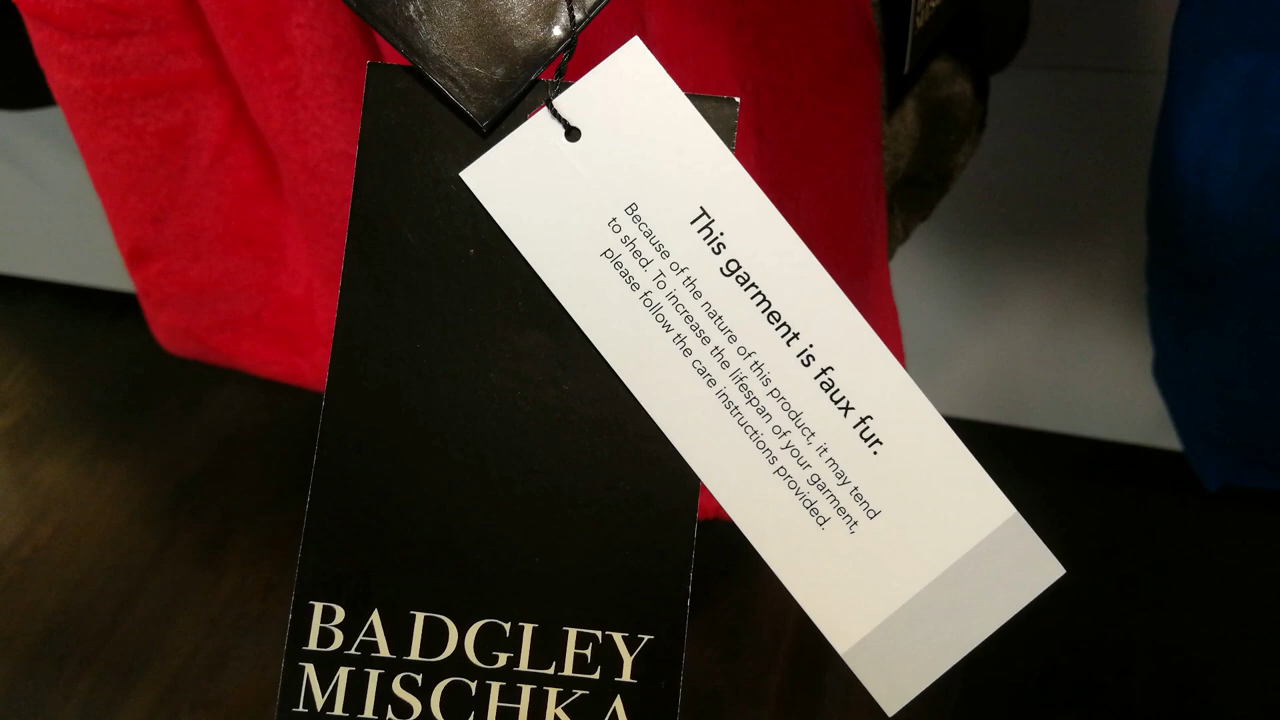 This garment is faux fur.
Because of the nature of this product, it may tend
to shed. To increase the lifespan of your garment,
please follow the care instructions provided.
BADGLEY
MISCHKA